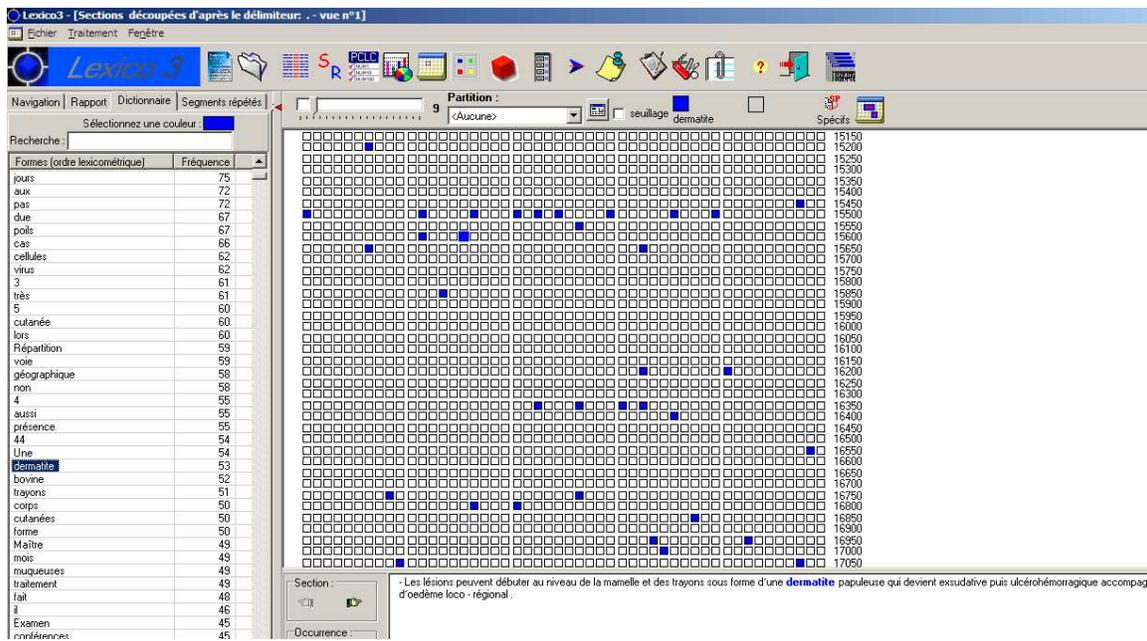 Lexico3 - [Sections découpées d'après le délimiteur: . - vue n°1]
Fichier Traitement Fenêtre
Lexico 3
S R
PCLC
NUM1
?
Navigation Rapport Dictionnaire Segments répétés
9
Partition :
<Aucune>
seuillage
dermatite
SP
Spécifs
Sélectionnez une couleur :
Recherche :
Formes (ordre lexicométrique) Fréquence
jours 75
aux 72
pas 72
due 67
poils 67
cas 66
cellules 62
virus 62
3 61
très 61
5 60
cutanée 60
lors 60
Répartition 59
voie 59
géographique 58
non 58
4 55
aussi 55
présence 55
44 54
Une 54
dermatite 53
bovine 52
trayons 51
corps 50
cutanées 50
forme 50
Maître 49
mois 49
muqueuses 49
traitement 49
fait 48
il 46
Examen 45
conférences 45
15150
15200
15250
15300
15350
15400
15450
15500
15550
15600
15650
15700
15750
15800
15850
15900
15950
16000
16050
16100
16150
16200
16250
16300
16350
16400
16450
16500
16550
16600
16650
16700
16750
16800
16850
16900
16950
17000
17050
Section :
Occurrence :
- Les lésions peuvent débuter au niveau de la mamelle et des trayons sous forme d'une dermatite papuleuse qui devient exsudative puis ulcérohémorragique accompag
d'oedème loco - régional .